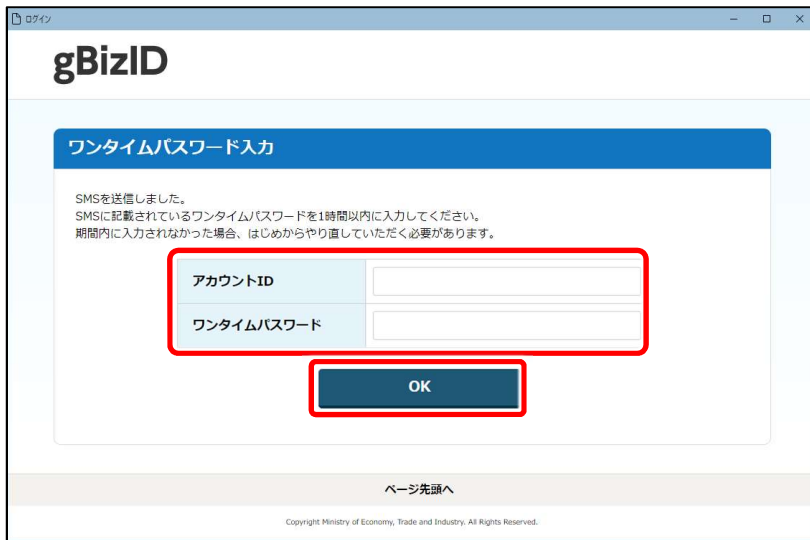 ログイン
gBizID
ワンタイムパスワード入力
SMSを送信しました。
SMSに記載されているワンタイムパスワードを1時間以内に入力してください。
期間内に入力されなかった場合、はじめからやり直していただく必要があります。
アカウントID
ワンタイムパスワード
OK
ページ先頭へ
Copyright Ministry of Economy, Trade and Industry. All Rights Reserved.